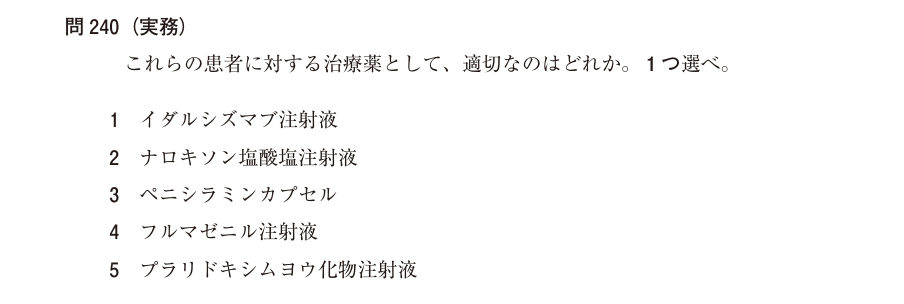 問 240（実務）
これらの患者に対する治療薬として、適切なのはどれか。1つ選べ。
1 イダルシズマブ注射液
2 ナロキソン塩酸塩注射液
3 ペニシラミンカプセル
4 フルマゼニル注射液
5 プラリドキシムヨウ化物注射液